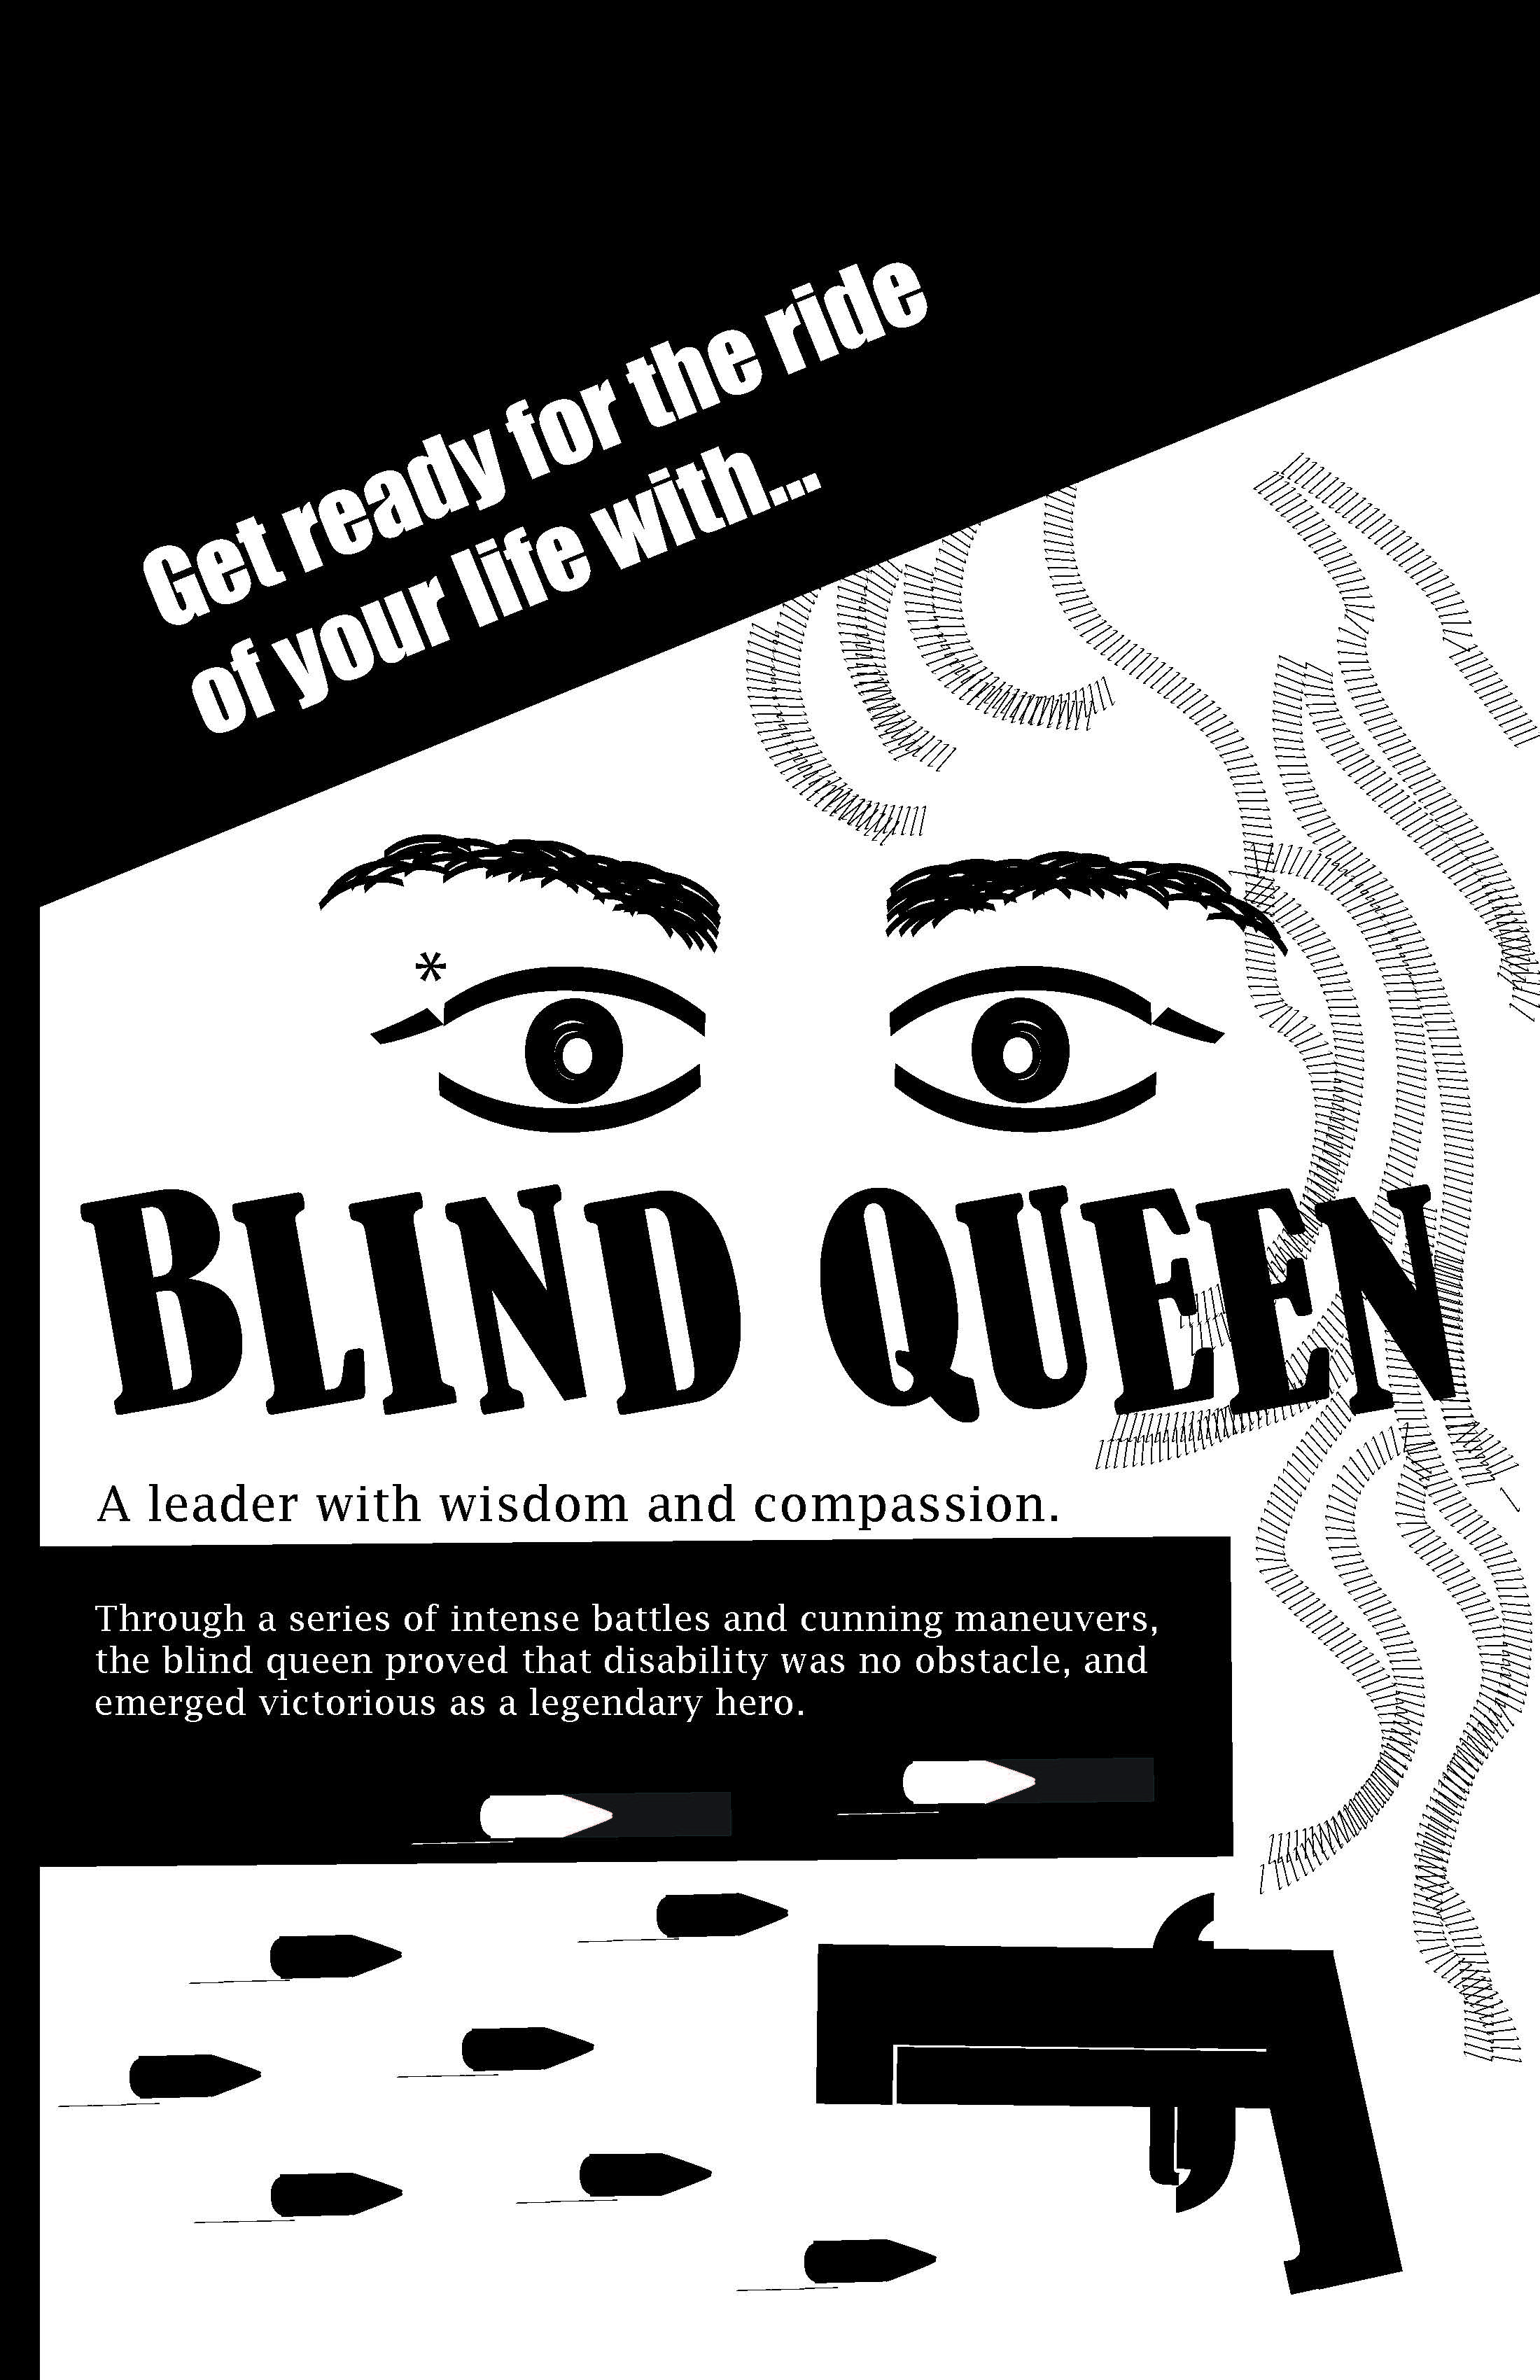 Get ready for the ride
of your life with...
*
BLIND QUEEN
A leader with wisdom and compassion.
Through a series of intense battles and cunning maneuvers,
the blind queen proved that disability was no obstacle, and
emerged victorious as a legendary hero.